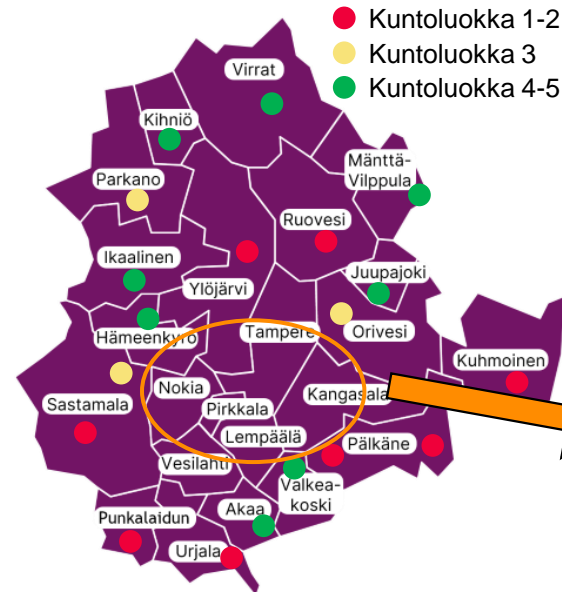 Kuntoluokka 1-2
Kuntoluokka 3
Kuntoluokka 4-5
Virrat
Kihniö
Mänttä-
Vilppula
Parkano
Ruovesi
Ikaalinen
Juupajoki
Ylöjärvi
Hämeenkyrö
Tampere
Orivesi
Kuhmoinen
Nokia
Kangasala
Sastamala
Pirkkala
Lempäälä
Pälkäne
Vesilahti
Valkea-
koski
Akaa
Punkalaidun
Urjala